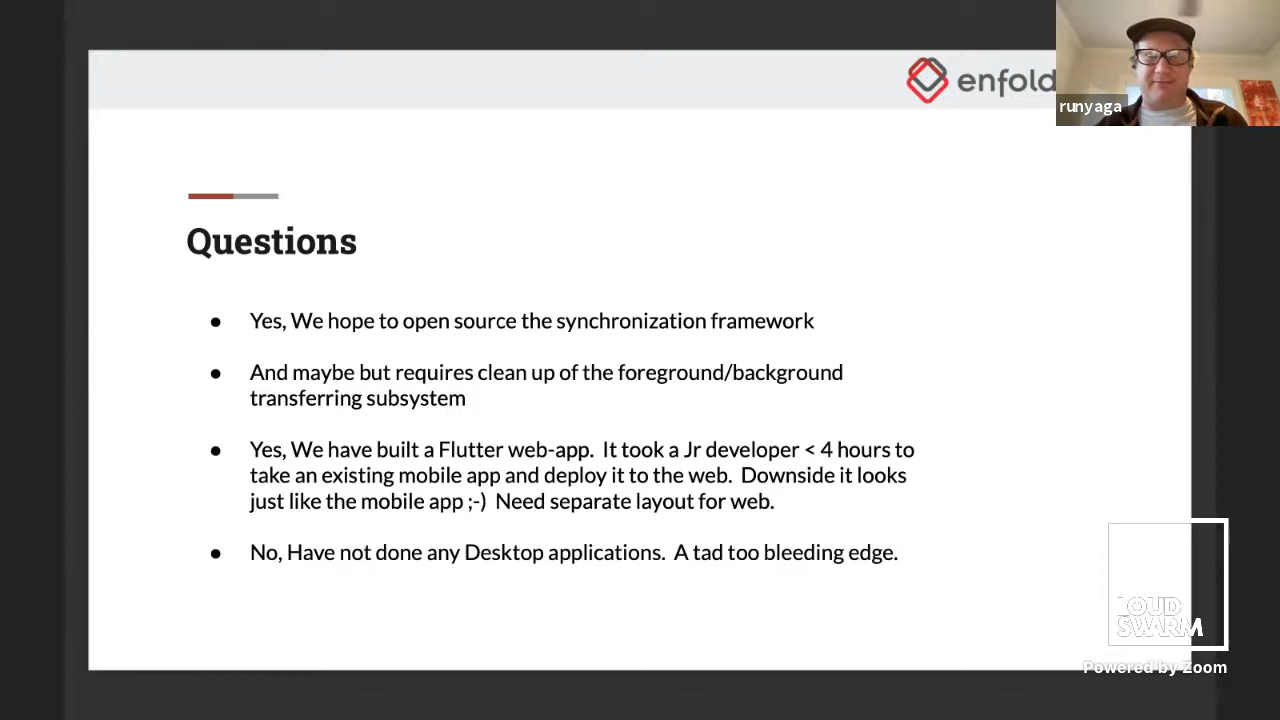 enfold
runyaga
Questions
● Yes, We hope to open source the synchronization framework
● And maybe but requires clean up of the foreground/background
transferring subsystem
● Yes, We have built a Flutter web-app.  It took a Jr developer < 4 hours to
take an existing mobile app and deploy it to the web.  Downside it looks
just like the mobile app ;-)  Need separate layout for web.
● No, Have not done any Desktop applications.  A tad too bleeding edge.
LOUD
SWARM
Powered by Zoom